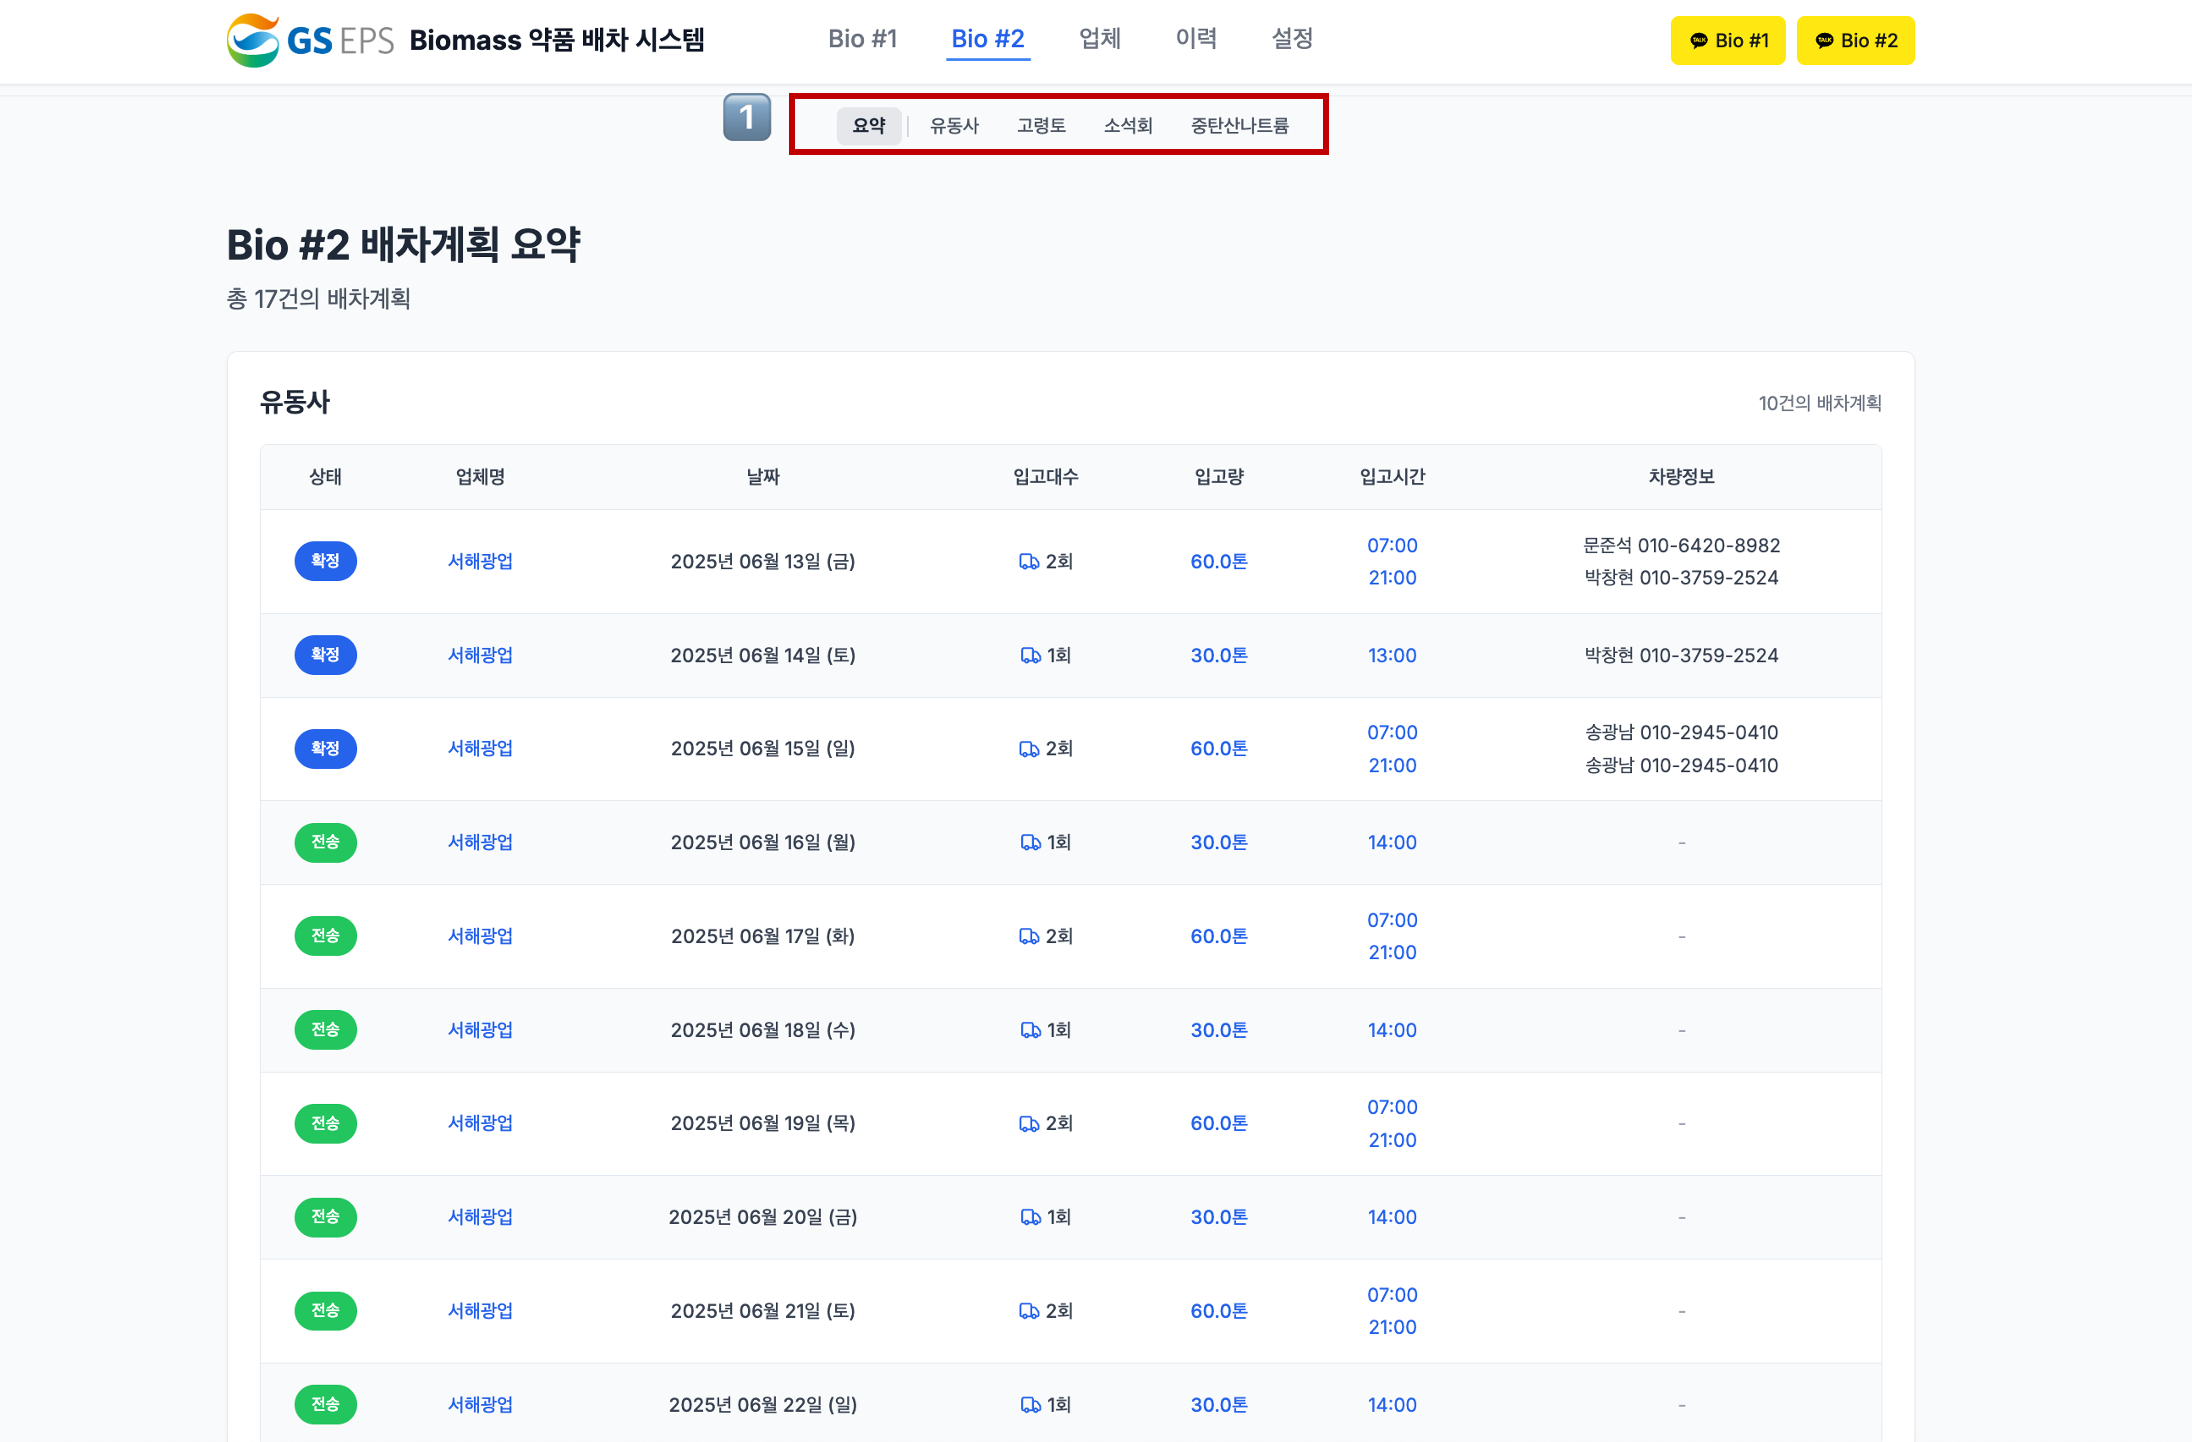 GS EPS Biomass 약품 배차 시스템 Bio #1 Bio #2 업체 이력 설정 TALK Bio #1 TALK Bio #2
1 요약 유동사 고령토 소석회 중탄산나트륨
Bio #2 배차계획 요약
총 17건의 배차계획
유동사 10건의 배차계획
상태 업체명 날짜 입고대수 입고량 입고시간 차량정보
확정 서해광업 2025년 06월 13일 (금) 2회 60.0톤 07:00 문준석 010-6420-8982
21:00 박창현 010-3759-2524
확정 서해광업 2025년 06월 14일 (토) 1회 30.0톤 13:00 박창현 010-3759-2524
확정 서해광업 2025년 06월 15일 (일) 2회 60.0톤 07:00 송광남 010-2945-0410
21:00 송광남 010-2945-0410
전송 서해광업 2025년 06월 16일 (월) 1회 30.0톤 14:00 -
전송 서해광업 2025년 06월 17일 (화) 2회 60.0톤 07:00 -
21:00
전송 서해광업 2025년 06월 18일 (수) 1회 30.0톤 14:00 -
전송 서해광업 2025년 06월 19일 (목) 2회 60.0톤 07:00 -
21:00
전송 서해광업 2025년 06월 20일 (금) 1회 30.0톤 14:00 -
전송 서해광업 2025년 06월 21일 (토) 2회 60.0톤 07:00 -
21:00
전송 서해광업 2025년 06월 22일 (일) 1회 30.0톤 14:00 -